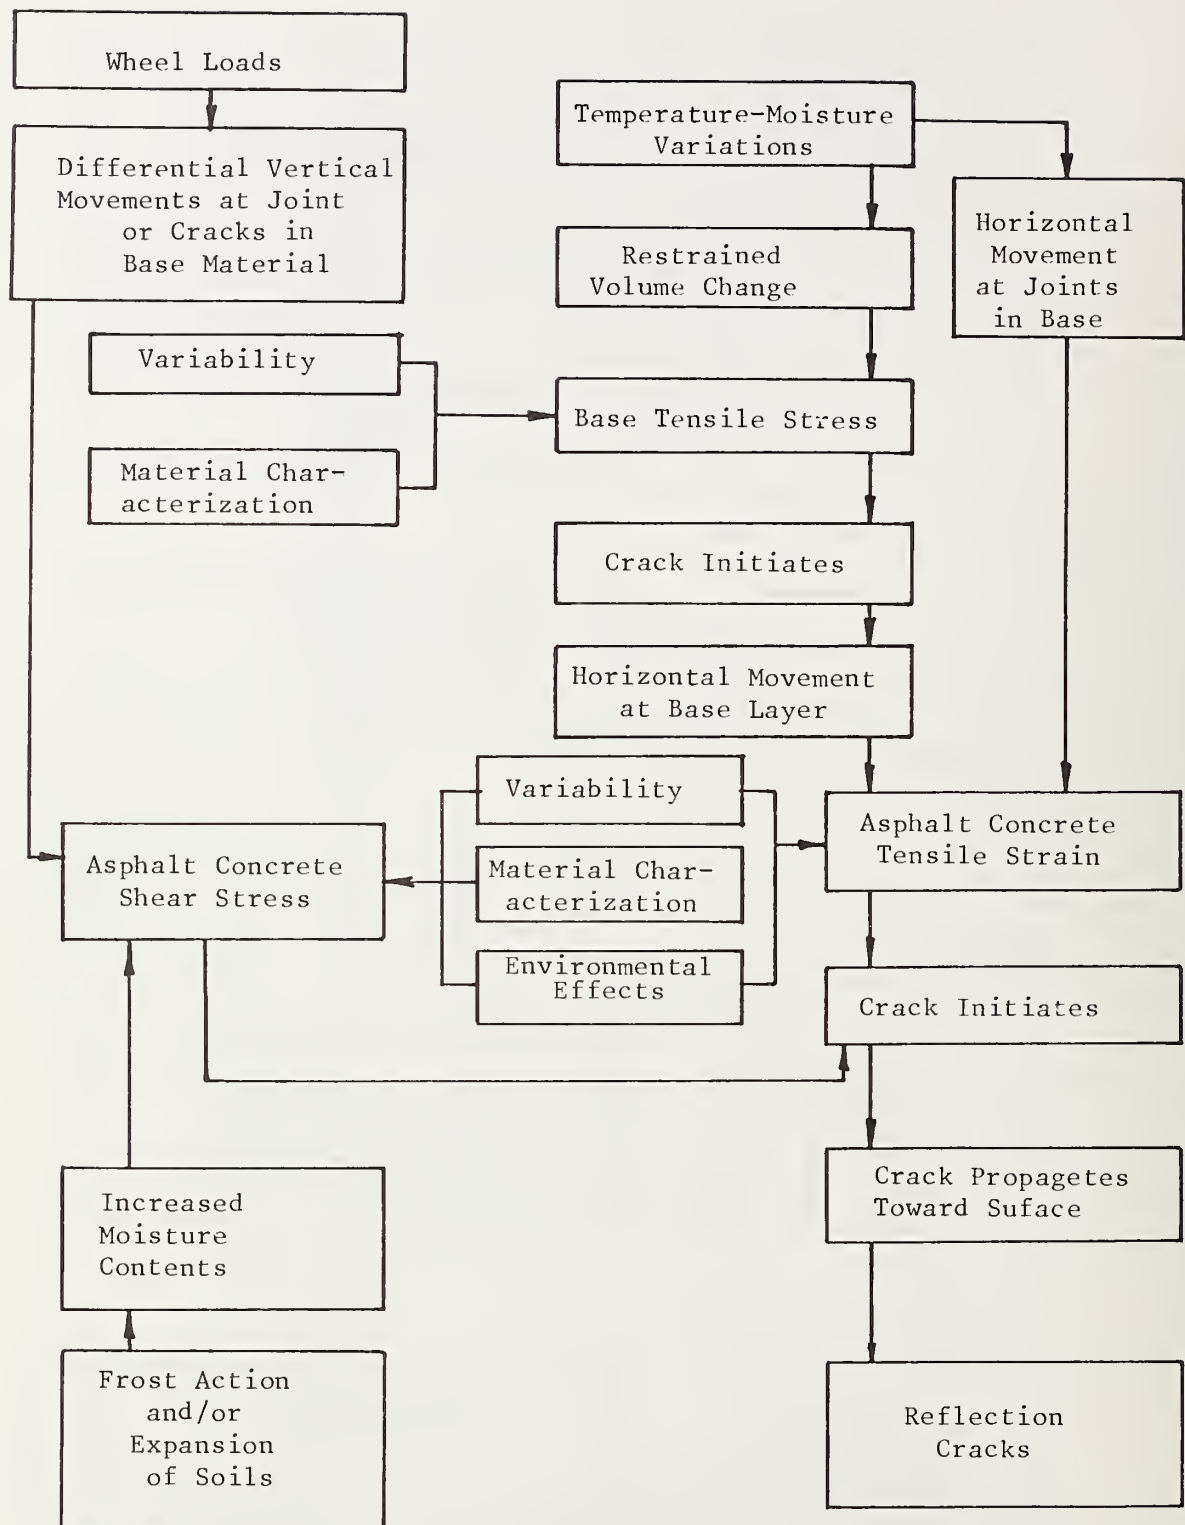 Wheel Loads
Differential Vertical
Movements at Joint
or Cracks in
Base Material
Temperature-Moisture
Variations
Horizontal
Movement
at Joints
in Base
Restrained
Volume Change
Variability
Material Char-
acterization
Base Tensile Stress
Crack Initiates
Horizontal Movement
at Base Layer
Variability
Material Char-
acterization
Environmental
Effects
Asphalt Concrete
Shear Stress
Asphalt Concrete
Tensile Strain
Crack Initiates
Crack Propagetes
Toward Suface
Increased
Moisture
Contents
Frost Action
and/or
Expansion
of Soils
Reflection
Cracks